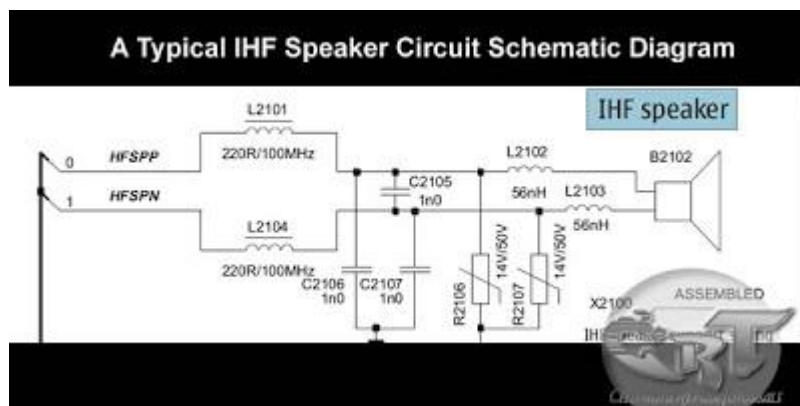 A Typical IHF Speaker Circuit Schematic Diagram
IHF speaker
L2101
220R/100MHz
0 HFSPP
1 HFSPN
L2104
220R/100MHz
C2105
1n0
C2106
1n0
C2107
1n0
L2102
56nH
L2103
56nH
B2102
R2106
14V/50V
R2107
14V/50V
X2100
ASSEMBLED
SRT